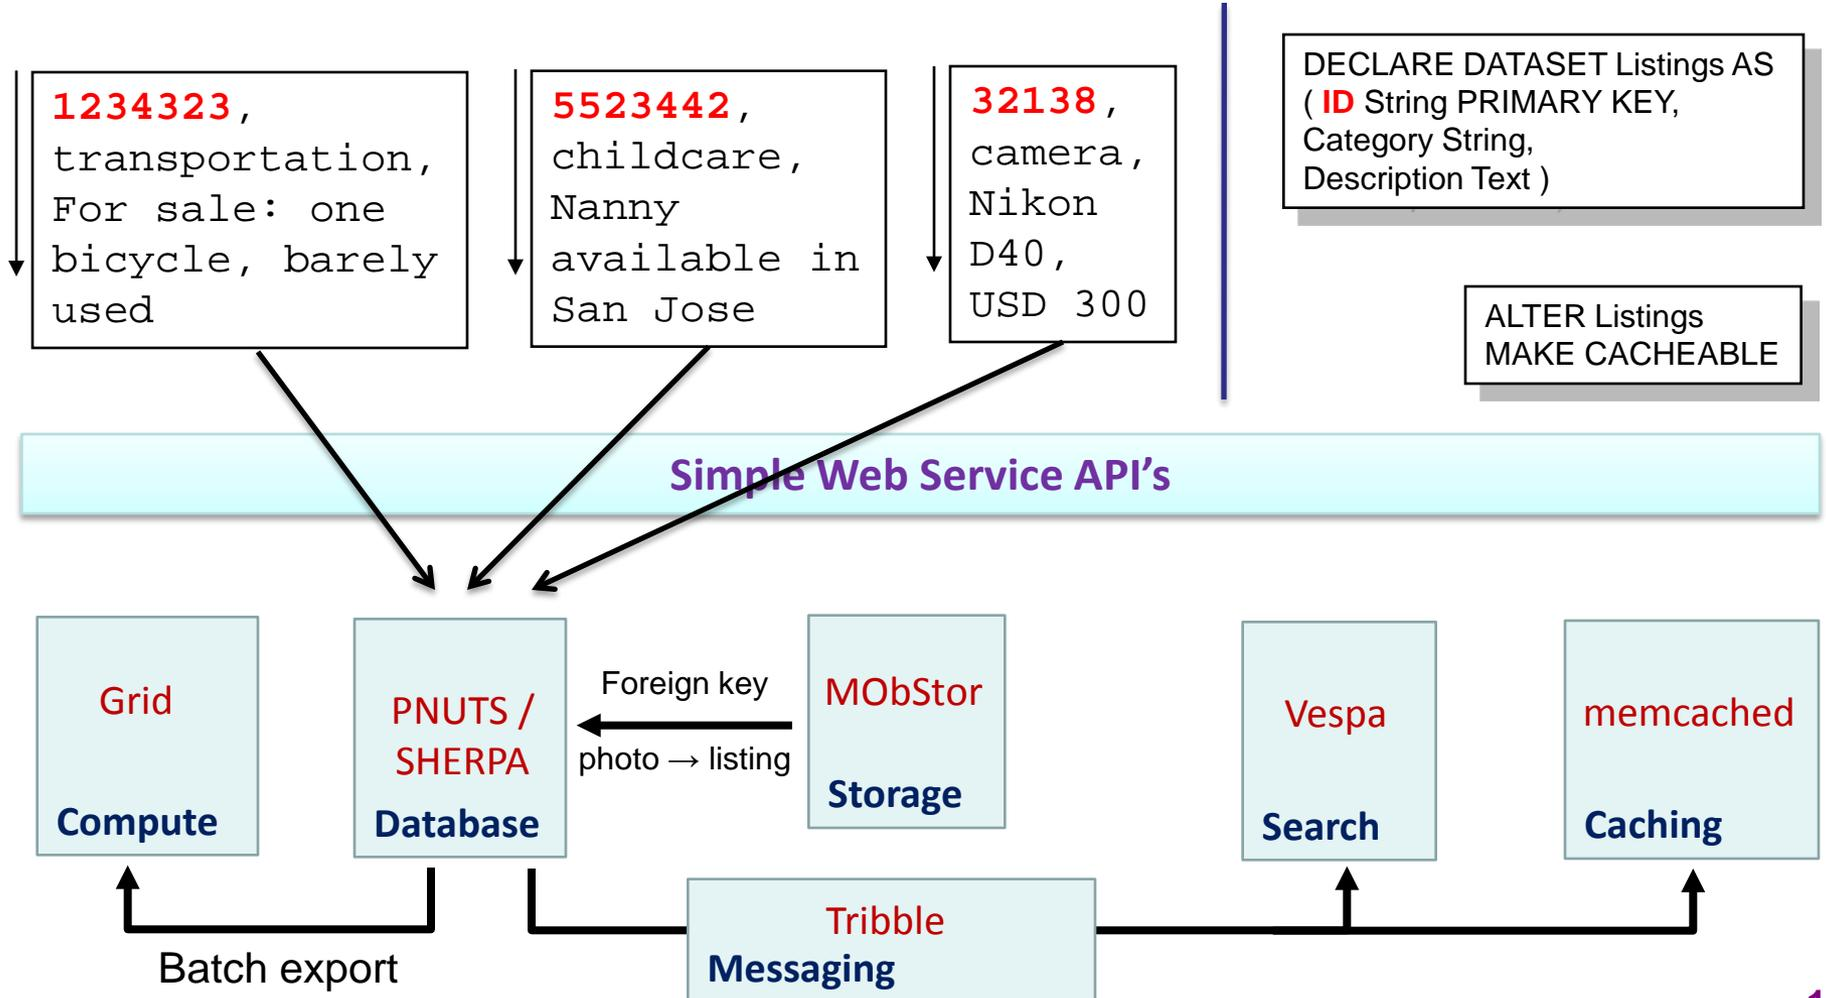 1234323,
transportation,
For sale: one
bicycle, barely
used
5523442,
childcare,
Nanny
available in
San Jose
32138,
camera,
Nikon
D40,
USD 300
DECLARE DATASET Listings AS
( ID String PRIMARY KEY,
Category String,
Description Text )
ALTER Listings
MAKE CACHEABLE
Simple Web Service API’s
Grid
Compute
PNUTS /
SHERPA
Database
Foreign key
photo → listing
MObStor
Storage
Vespa
Search
memcached
Caching
Batch export
Tribble
Messaging